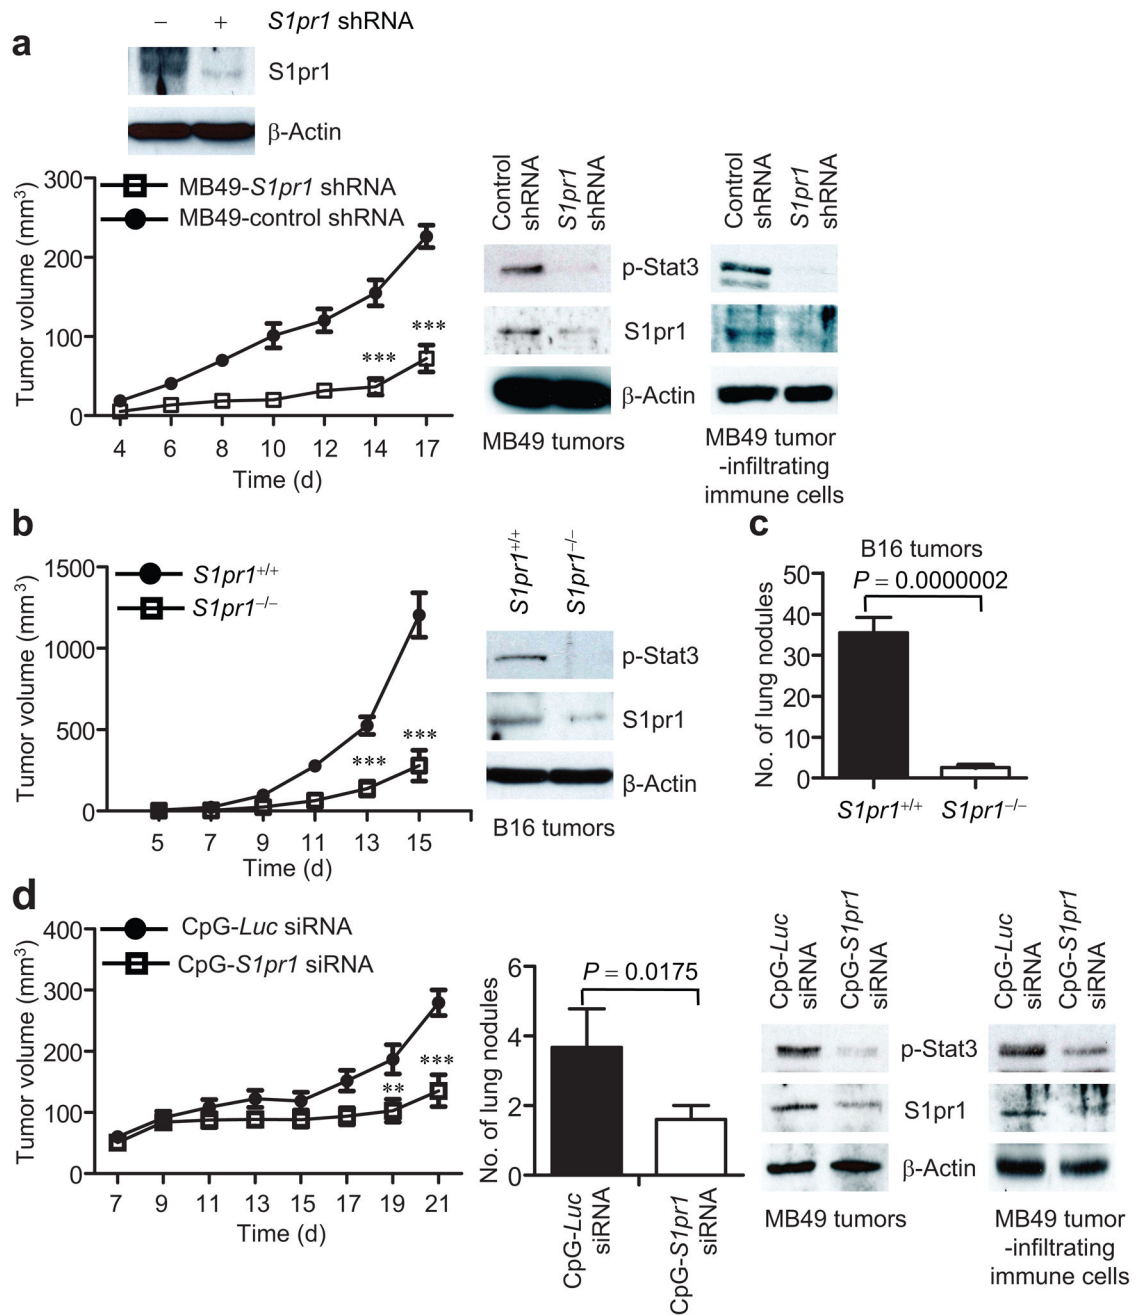 a
− + S1pr1 shRNA
S1pr1
β-Actin
MB49-S1pr1 shRNA
MB49-control shRNA
Tumor volume (mm³)
300
200
100
0
***
***
4 6 8 10 12 14 17
Time (d)
Control shRNA
S1pr1 shRNA
Control shRNA
S1pr1 shRNA
p-Stat3
S1pr1
β-Actin
MB49 tumors
MB49 tumor
-infiltrating
immune cells
b
S1pr1+/+
S1pr1−/−
Tumor volume (mm³)
1500
1000
500
0
***
***
5 7 9 11 13 15
Time (d)
S1pr1+/+
S1pr1−/−
p-Stat3
S1pr1
β-Actin
B16 tumors
c
B16 tumors
P = 0.0000002
No. of lung nodules
50
40
30
20
10
0
S1pr1+/+ S1pr1−/−
d
CpG-Luc siRNA
CpG-S1pr1 siRNA
Tumor volume (mm³)
400
300
200
100
0
**
***
7 9 11 13 15 17 19 21
Time (d)
P = 0.0175
No. of lung nodules
6
4
2
0
CpG-Luc
siRNA
CpG-S1pr1
siRNA
CpG-Luc
siRNA
CpG-S1pr1
siRNA
CpG-Luc
siRNA
CpG-S1pr1
siRNA
p-Stat3
S1pr1
β-Actin
MB49 tumors
MB49 tumor
-infiltrating
immune cells